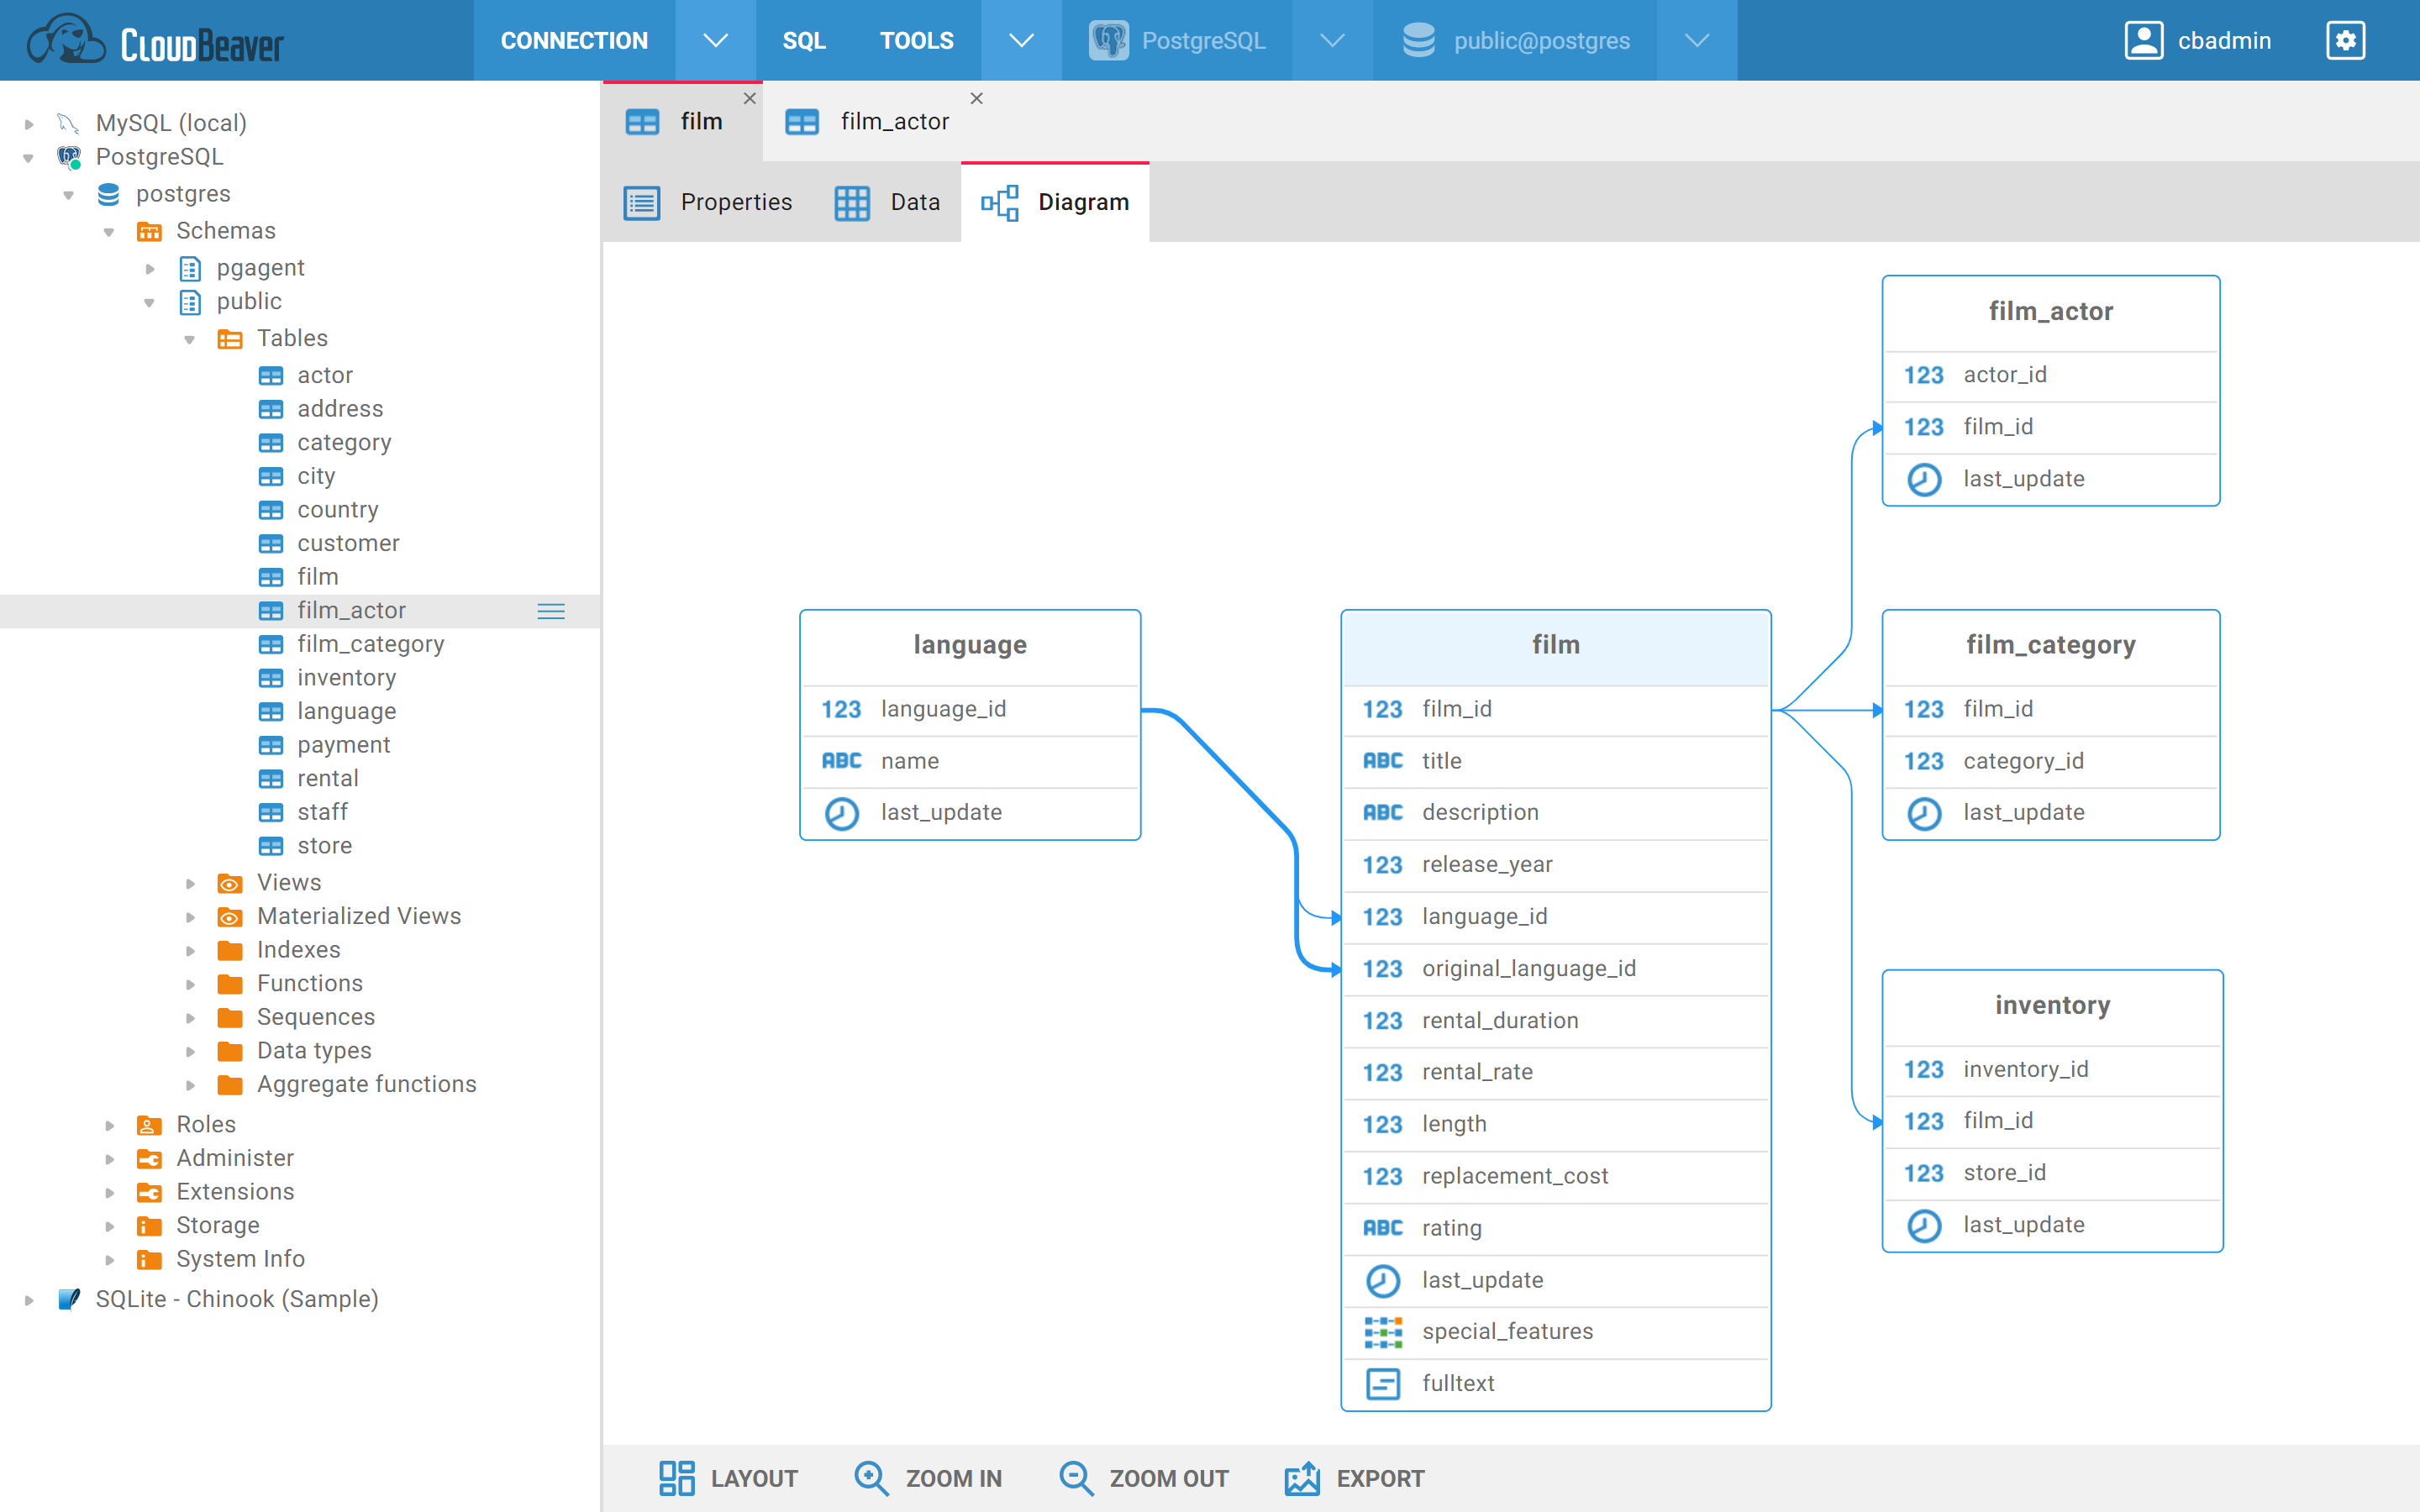 CloudBeaver
CONNECTION
SQL
TOOLS
PostgreSQL
public@postgres
cbadmin
MySQL (local)
PostgreSQL
postgres
Schemas
pgagent
public
Tables
actor
address
category
city
country
customer
film
film_actor
film_category
inventory
language
payment
rental
staff
store
Views
Materialized Views
Indexes
Functions
Sequences
Data types
Aggregate functions
Roles
Administer
Extensions
Storage
System Info
SQLite - Chinook (Sample)
film
film_actor
Properties
Data
Diagram
language
123 language_id
ABC name
last_update
film
123 film_id
ABC title
ABC description
123 release_year
123 language_id
123 original_language_id
123 rental_duration
123 rental_rate
123 length
123 replacement_cost
ABC rating
last_update
special_features
fulltext
film_actor
123 actor_id
123 film_id
last_update
film_category
123 film_id
123 category_id
last_update
inventory
123 inventory_id
123 film_id
123 store_id
last_update
LAYOUT
ZOOM IN
ZOOM OUT
EXPORT